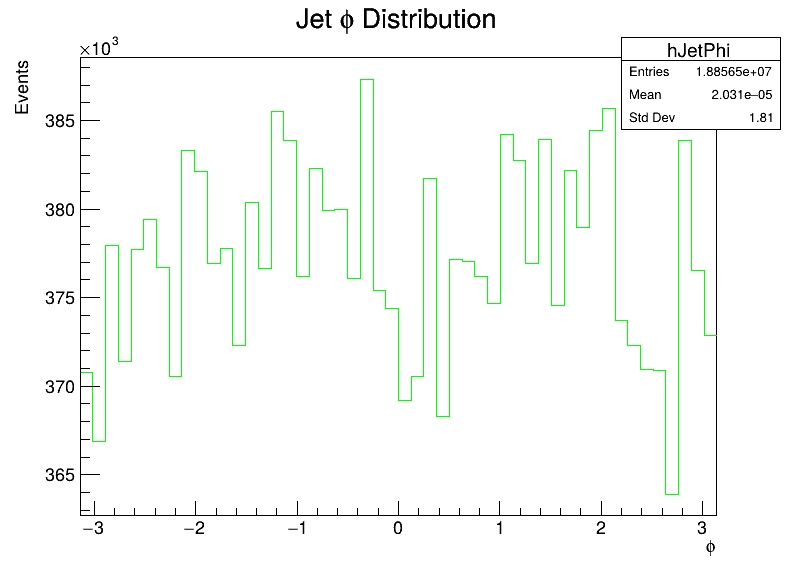 Jet ϕ Distribution
×10³
Events
hJetPhi
Entries 1.88565e+07
Mean 2.031e−05
Std Dev 1.81
385
380
375
370
365
−3 −2 −1 0 1 2 3
ϕ